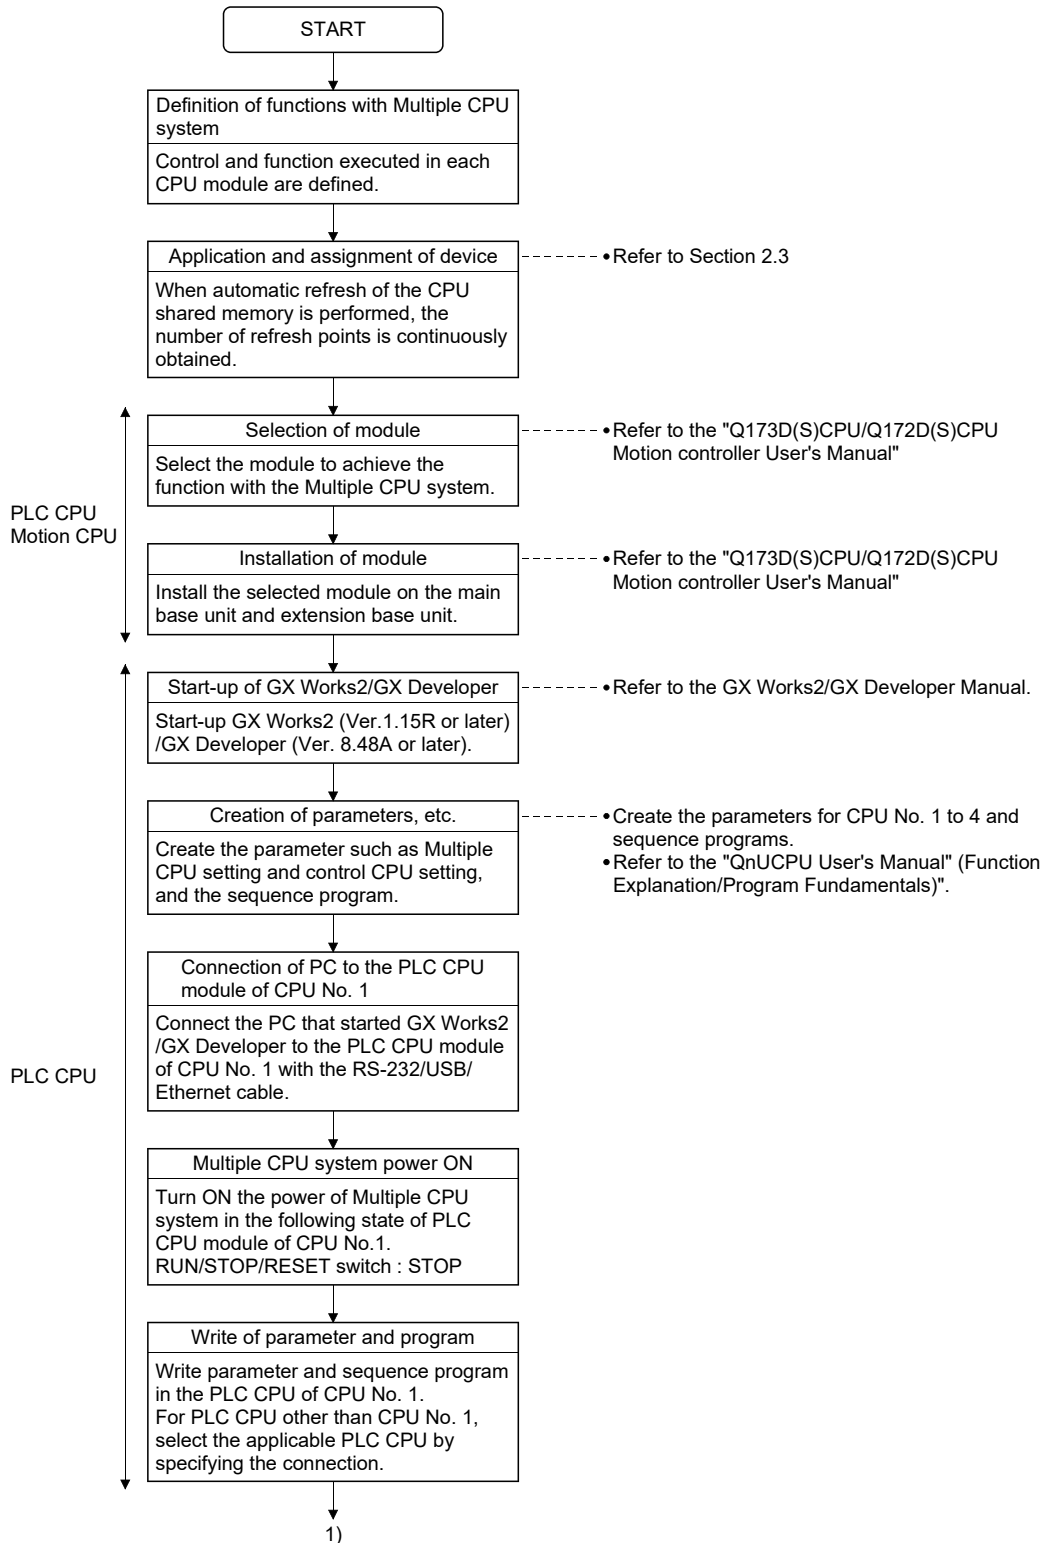 START
Definition of functions with Multiple CPU
system
Control and function executed in each
CPU module are defined.
Application and assignment of device
•Refer to Section 2.3
When automatic refresh of the CPU
shared memory is performed, the
number of refresh points is continuously
obtained.
PLC CPU
Motion CPU
Selection of module
•Refer to the "Q173D(S)CPU/Q172D(S)CPU
Motion controller User's Manual"
Select the module to achieve the
function with the Multiple CPU system.
Installation of module
•Refer to the "Q173D(S)CPU/Q172D(S)CPU
Motion controller User's Manual"
Install the selected module on the main
base unit and extension base unit.
PLC CPU
Start-up of GX Works2/GX Developer
•Refer to the GX Works2/GX Developer Manual.
Start-up GX Works2 (Ver.1.15R or later)
/GX Developer (Ver. 8.48A or later).
Creation of parameters, etc.
•Create the parameters for CPU No. 1 to 4 and
sequence programs.
•Refer to the "QnUCPU User's Manual" (Function
Explanation/Program Fundamentals)".
Create the parameter such as Multiple
CPU setting and control CPU setting,
and the sequence program.
Connection of PC to the PLC CPU
module of CPU No. 1
Connect the PC that started GX Works2
/GX Developer to the PLC CPU module
of CPU No. 1 with the RS-232/USB/
Ethernet cable.
Multiple CPU system power ON
Turn ON the power of Multiple CPU
system in the following state of PLC
CPU module of CPU No.1.
RUN/STOP/RESET switch : STOP
Write of parameter and program
Write parameter and sequence program
in the PLC CPU of CPU No. 1.
For PLC CPU other than CPU No. 1,
select the applicable PLC CPU by
specifying the connection.
1)